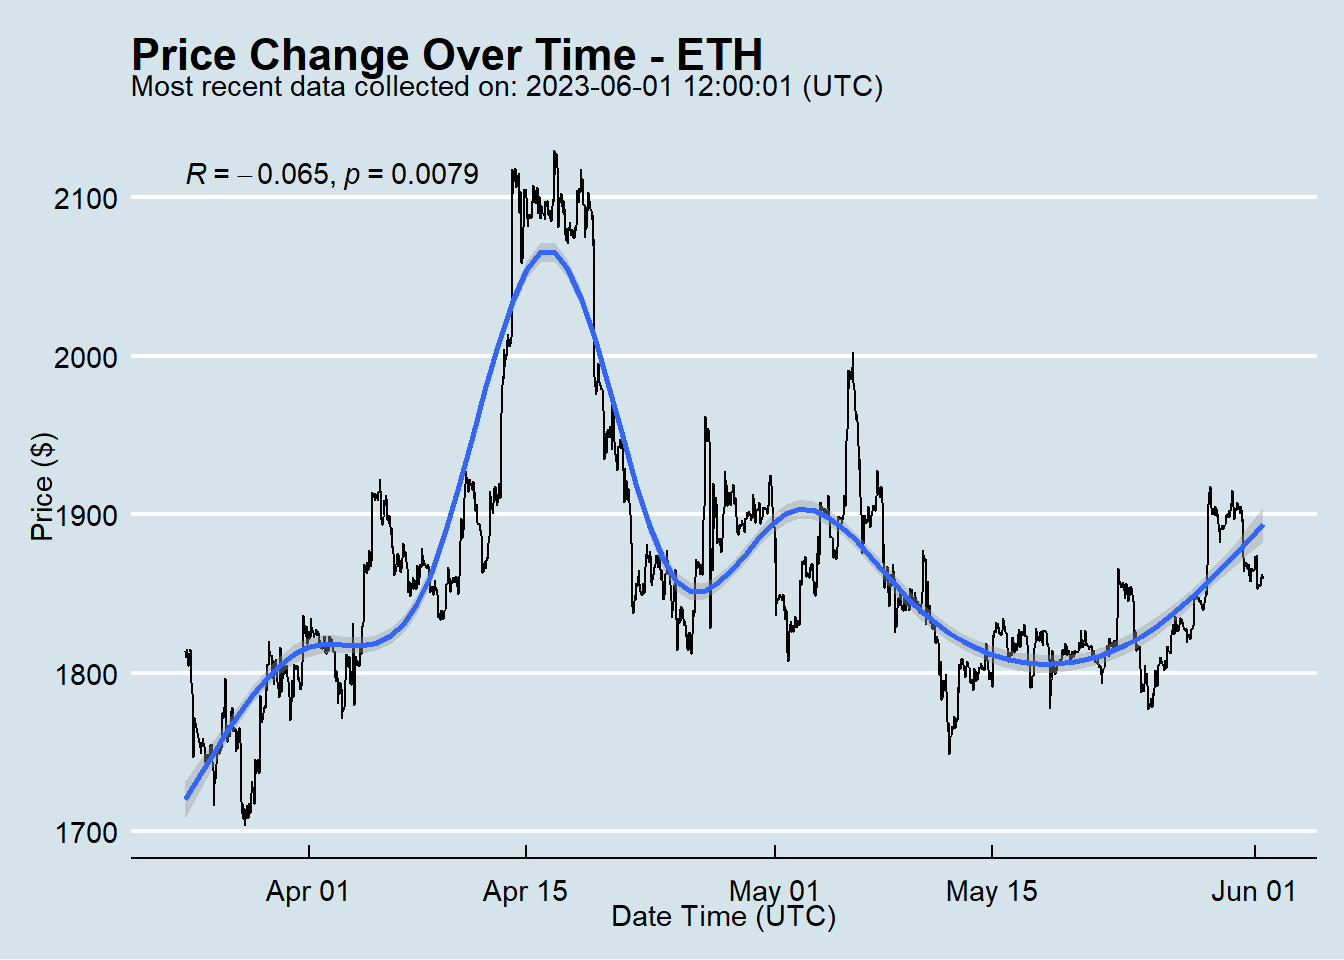 Price Change Over Time - ETH
Most recent data collected on: 2023-06-01 12:00:01 (UTC)
R = −0.065, p = 0.0079
2100
2000
1900
1800
1700
Price ($)
Apr 01
Apr 15
May 01
May 15
Jun 01
Date Time (UTC)